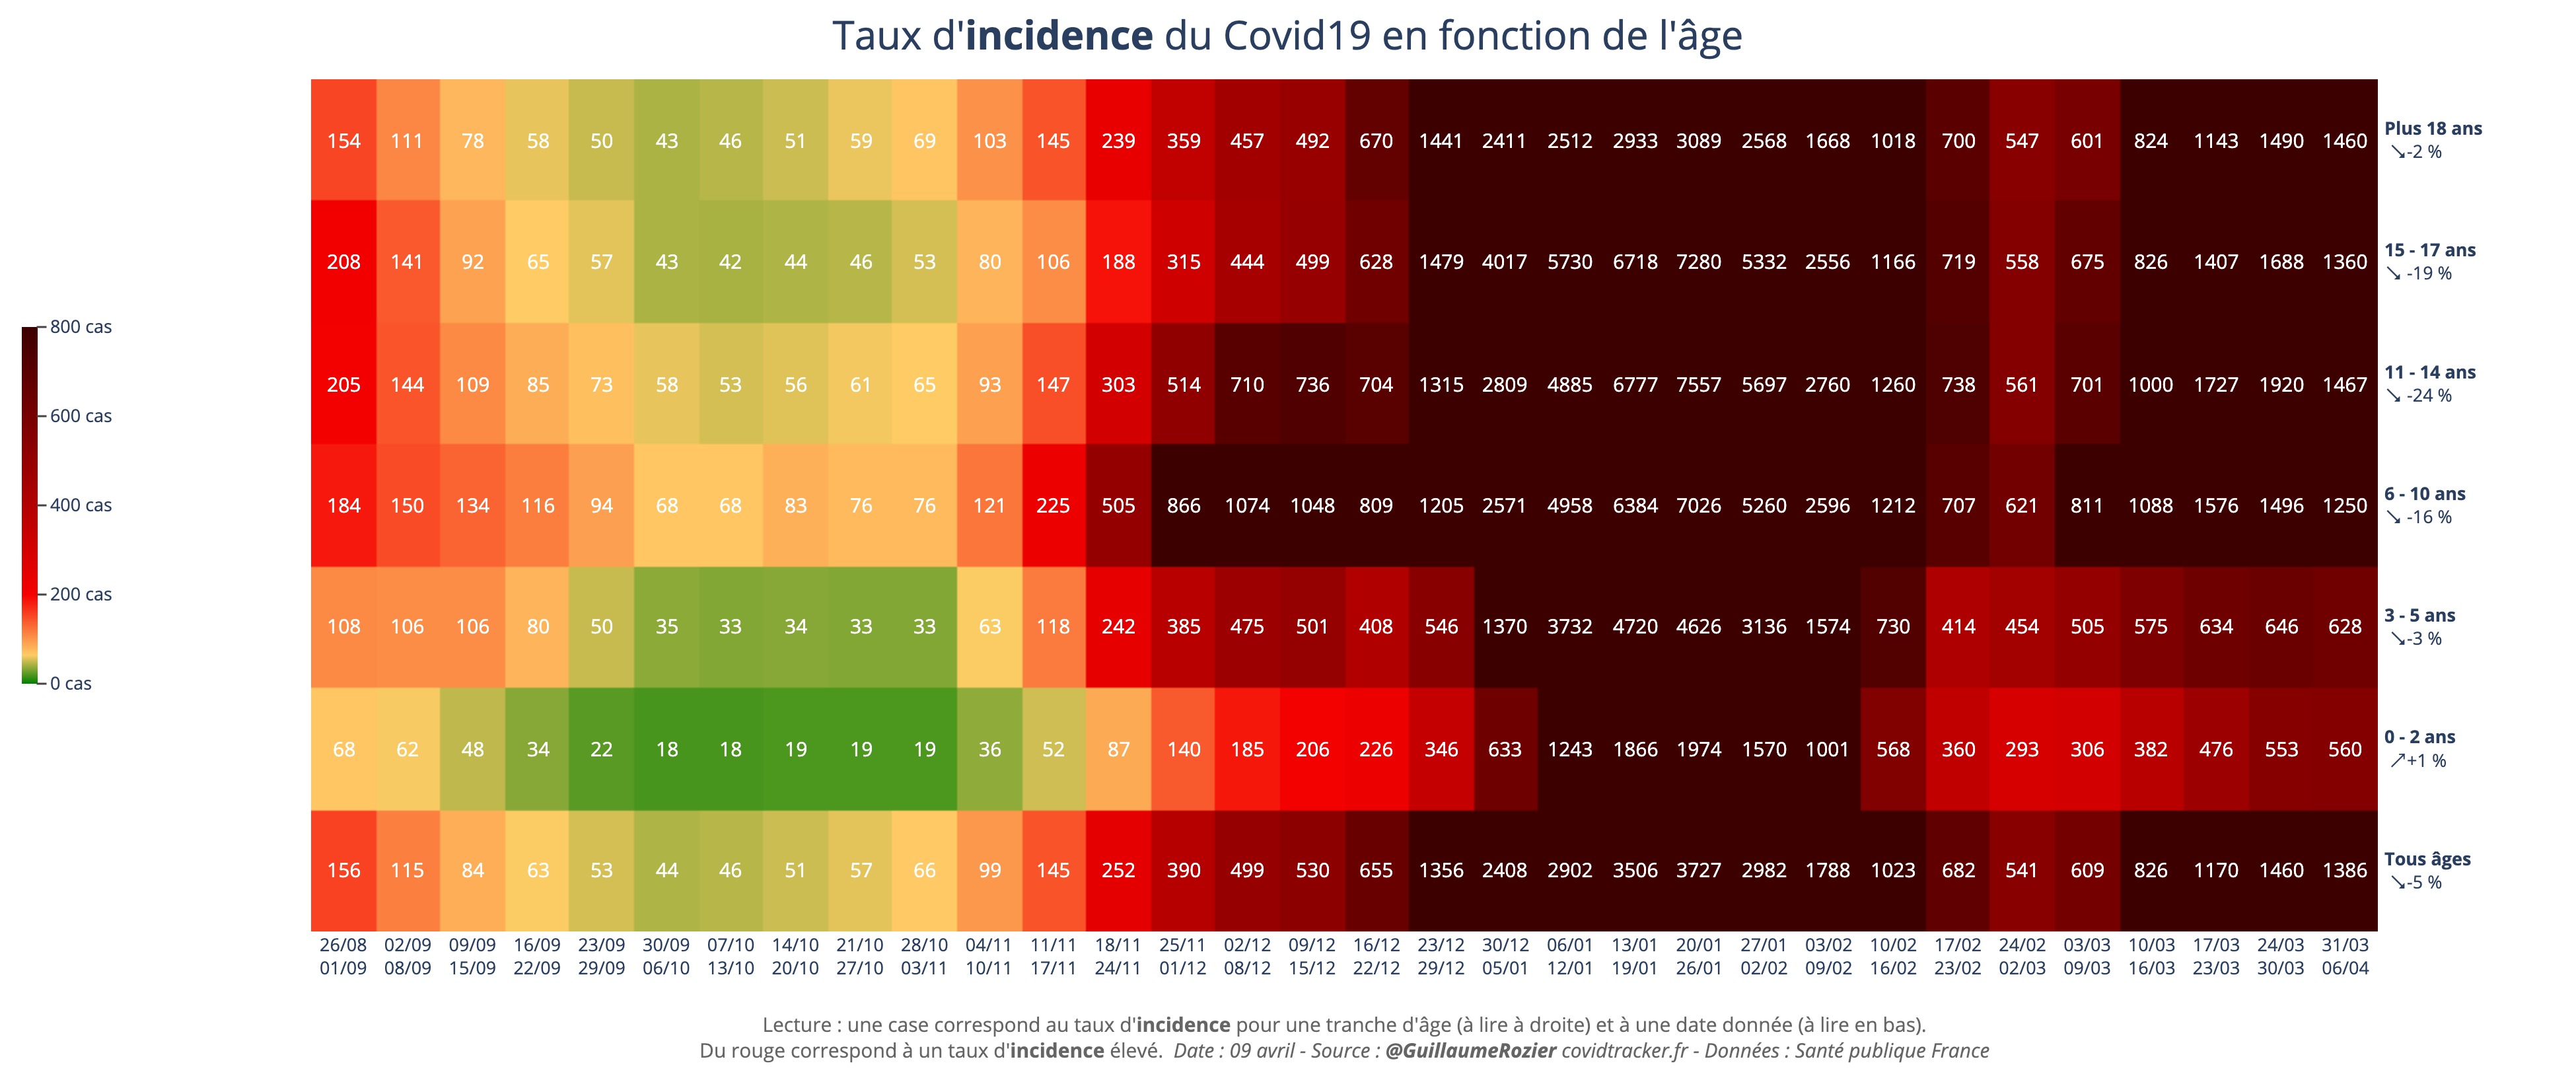 Taux d'incidence du Covid19 en fonction de l'âge
800 cas
600 cas
400 cas
200 cas
0 cas
154 111 78 58 50 43 46 51 59 69 103 145 239 359 457 492 670 1441 2411 2512 2933 3089 2568 1668 1018 700 547 601 824 1143 1490 1460
Plus 18 ans
↘-2 %
208 141 92 65 57 43 42 44 46 53 80 106 188 315 444 499 628 1479 4017 5730 6718 7280 5332 2556 1166 719 558 675 826 1407 1688 1360
15 - 17 ans
↘ -19 %
205 144 109 85 73 58 53 56 61 65 93 147 303 514 710 736 704 1315 2809 4885 6777 7557 5697 2760 1260 738 561 701 1000 1727 1920 1467
11 - 14 ans
↘ -24 %
184 150 134 116 94 68 68 83 76 76 121 225 505 866 1074 1048 809 1205 2571 4958 6384 7026 5260 2596 1212 707 621 811 1088 1576 1496 1250
6 - 10 ans
↘ -16 %
108 106 106 80 50 35 33 34 33 33 63 118 242 385 475 501 408 546 1370 3732 4720 4626 3136 1574 730 414 454 505 575 634 646 628
3 - 5 ans
↘-3 %
68 62 48 34 22 18 18 19 19 19 36 52 87 140 185 206 226 346 633 1243 1866 1974 1570 1001 568 360 293 306 382 476 553 560
0 - 2 ans
↗+1 %
156 115 84 63 53 44 46 51 57 66 99 145 252 390 499 530 655 1356 2408 2902 3506 3727 2982 1788 1023 682 541 609 826 1170 1460 1386
Tous âges
↘-5 %
26/08 02/09 09/09 16/09 23/09 30/09 07/10 14/10 21/10 28/10 04/11 11/11 18/11 25/11 02/12 09/12 16/12 23/12 30/12 06/01 13/01 20/01 27/01 03/02 10/02 17/02 24/02 03/03 10/03 17/03 24/03 31/03
01/09 08/09 15/09 22/09 29/09 06/10 13/10 20/10 27/10 03/11 10/11 17/11 24/11 01/12 08/12 15/12 22/12 29/12 05/01 12/01 19/01 26/01 02/02 09/02 16/02 23/02 02/03 09/03 16/03 23/03 30/03 06/04
Lecture : une case correspond au taux d'incidence pour une tranche d'âge (à lire à droite) et à une date donnée (à lire en bas).
Du rouge correspond à un taux d'incidence élevé. Date : 09 avril - Source : @GuillaumeRozier covidtracker.fr - Données : Santé publique France